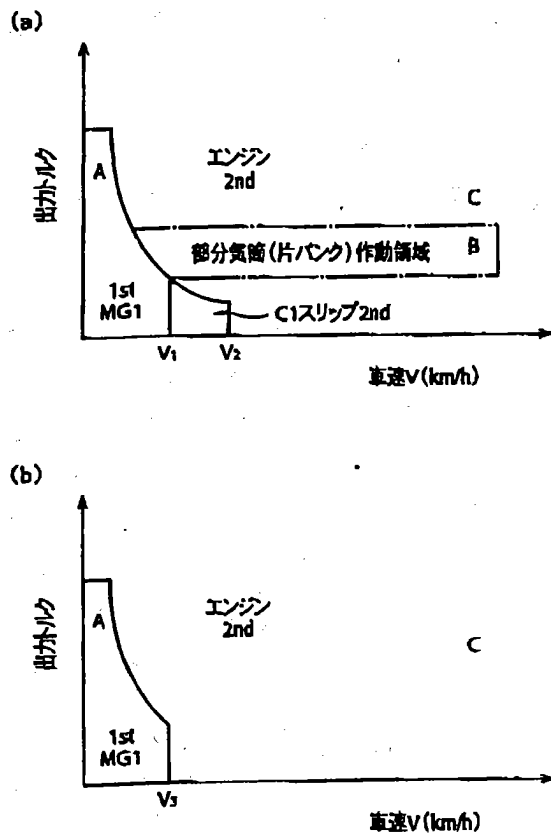 (a)
出力トルク
A
エンジン
2nd
C
部分気筒(片バンク)作動領域
B
1st
MG1
C1スリップ2nd
V1
V2
車速V(km/h)
(b)
出力トルク
A
エンジン
2nd
C
1st
MG1
V3
車速V(km/h)